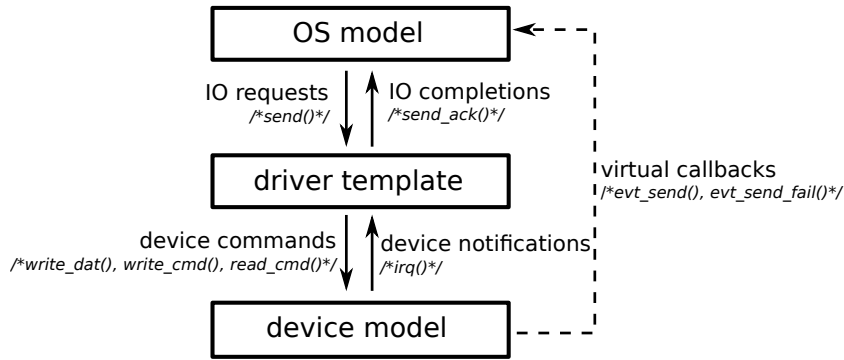 OS model
IO requests
/*send()*/
IO completions
/*send_ack()*/
driver template
virtual callbacks
/*evt_send(), evt_send_fail()*/
device commands
/*write_dat(), write_cmd(), read_cmd()*/
device notifications
/*irq()*/
device model